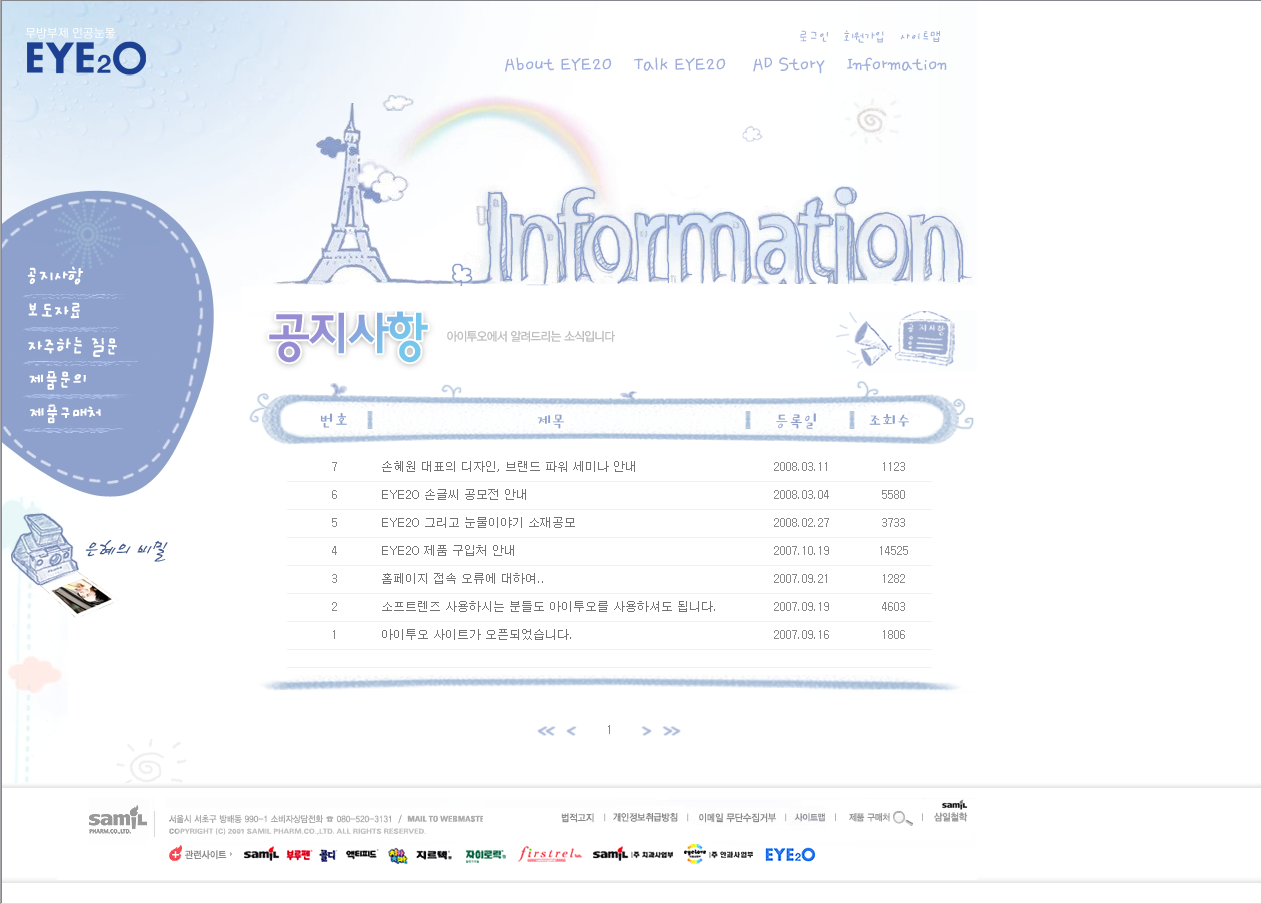 무방부제 인공눈물
EYE2O
로그인 회원가입 사이트맵
About EYE2O Talk EYE2O AD Story Information
Information
공지사항
보도자료
자주하는 질문
제품문의
제품구매처
은혜의 비밀
공지사항 아이투오에서 알려드리는 소식입니다
공지사항
번호 제목 등록일 조회수
7 손혜원 대표의 디자인, 브랜드 파워 세미나 안내 2008.03.11 1123
6 EYE2O 손글씨 공모전 안내 2008.03.04 5580
5 EYE2O 그리고 눈물이야기 소재공모 2008.02.27 3733
4 EYE2O 제품 구입처 안내 2007.10.19 14525
3 홈페이지 접속 오류에 대하여.. 2007.09.21 1282
2 소프트렌즈 사용하시는 분들도 아이투오를 사용하셔도 됩니다. 2007.09.19 4603
1 아이투오 사이트가 오픈되었습니다. 2007.09.16 1806
<< < 1 > >>
samil
PHARM.CO.,LTD.
서울시 서초구 방배동 990-1 소비자상담전화 ☎ 080-520-3131 / MAIL TO WEBMASTE
COPYRIGHT (C) 2001 SAMIL PHARM.CO.,LTD. ALL RIGHTS RESERVED.
법적고지 | 개인정보취급방침 | 이메일 무단수집거부 | 사이트맵 | 제품 구매처 | samil 삼일철학
관련사이트 samil 부루펜 콜디 액티피드 지르텍 자이로릭 firstrel samil (주 치과사업부 (주 안과사업부 EYE2O